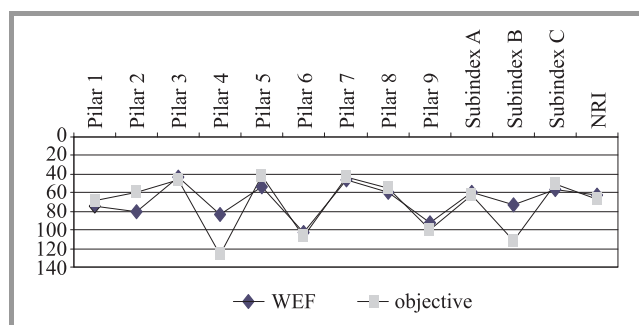 Pilar 1
Pilar 2
Pilar 3
Pilar 4
Pilar 5
Pilar 6
Pilar 7
Pilar 8
Pilar 9
Subindex A
Subindex B
Subindex C
NRI
0
20
40
60
80
100
120
140
WEF
objective